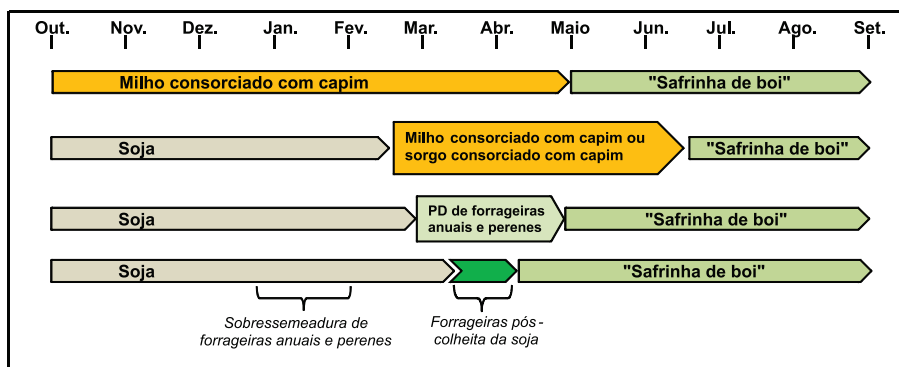 Out. Nov. Dez. Jan. Fev. Mar. Abr. Maio Jun. Jul. Ago. Set.
Milho consorciado com capim "Safrinha de boi"
Soja
Milho consorciado com capim ou
sorgo consorciado com capim
"Safrinha de boi"
Soja
PD de forrageiras
anuais e perenes
"Safrinha de boi"
Soja "Safrinha de boi"
Sobressemeadura de
forrageiras anuais e perenes
Forrageiras pós-
colheita da soja